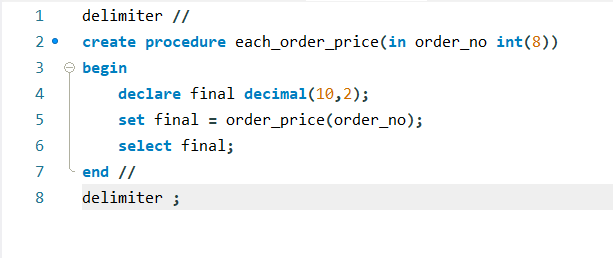 1 delimiter //
2 create procedure each_order_price(in order_no int(8))
3 begin
4 declare final decimal(10,2);
5 set final = order_price(order_no);
6 select final;
7 end //
8 delimiter ;